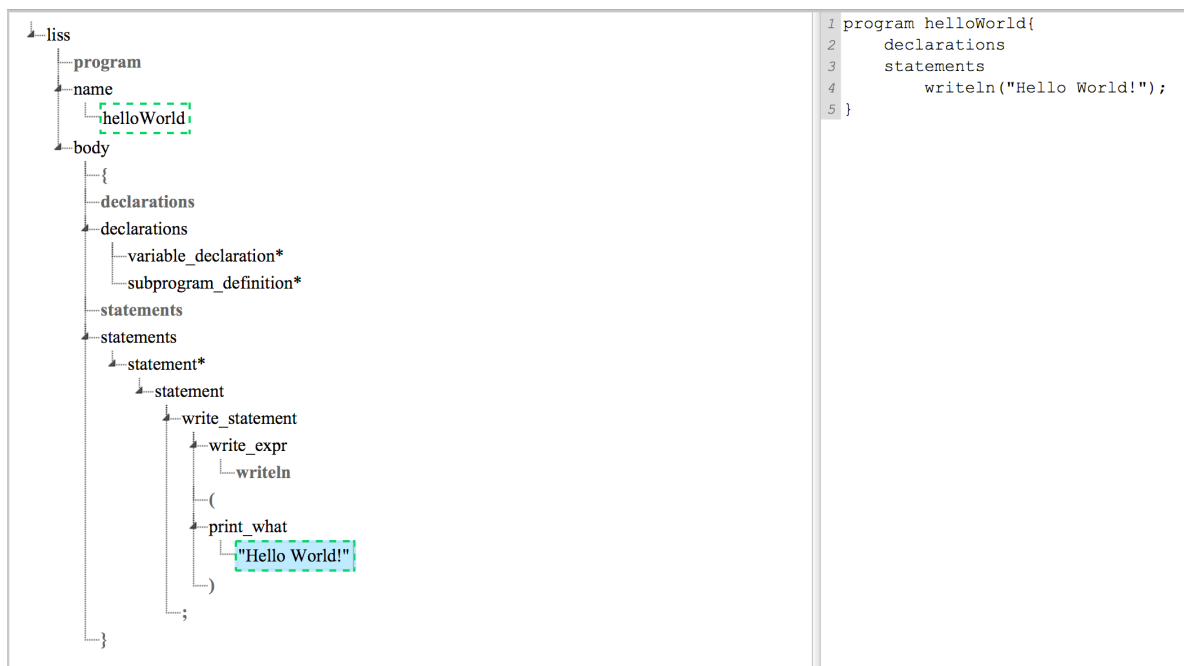 liss
program
name
helloWorld
body
{
declarations
declarations
variable_declaration*
subprogram_definition*
statements
statements
statement*
statement
write_statement
write_expr
writeln
(
print_what
"Hello World!"
)
;
}
1 program helloWorld{
2     declarations
3     statements
4         writeln("Hello World!");
5 }